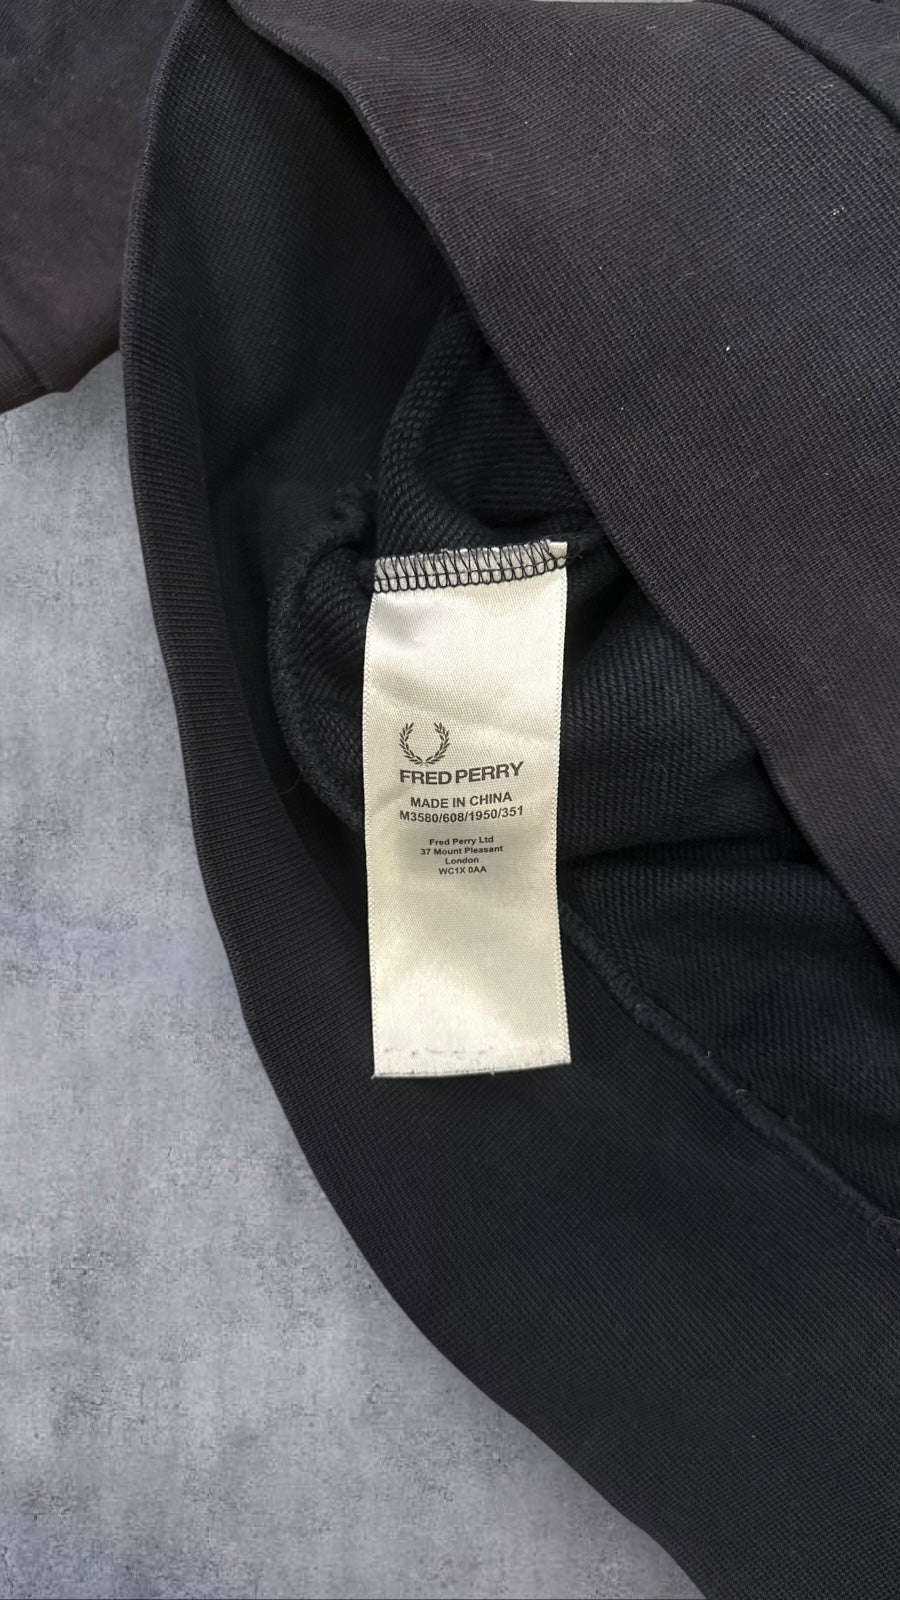 FRED PERRY
MADE IN CHINA
M3580/608/1950/351
Fred Perry Ltd
37 Mount Pleasant
London
WC1X 0AA